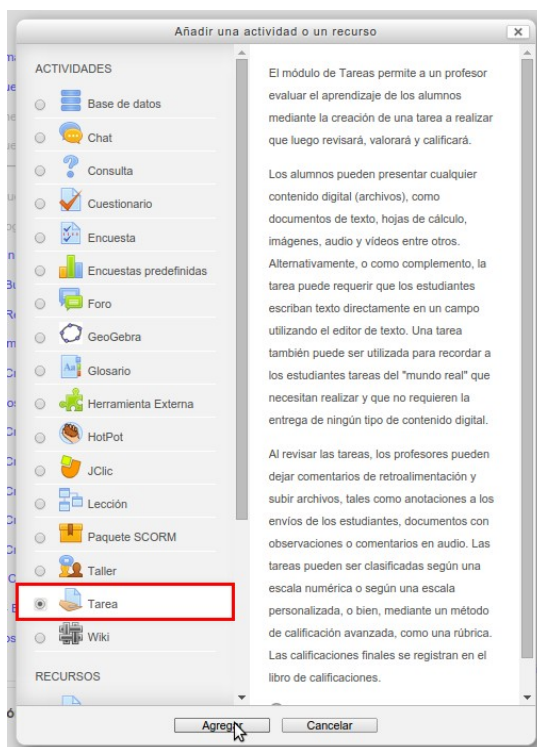 Añadir una actividad o un recurso
ACTIVIDADES
Base de datos
Chat
Consulta
Cuestionario
Encuesta
Encuestas predefinidas
Foro
GeoGebra
Glosario
Herramienta Externa
HotPot
JClic
Lección
Paquete SCORM
Taller
Tarea
Wiki
RECURSOS
El módulo de Tareas permite a un profesor
evaluar el aprendizaje de los alumnos
mediante la creación de una tarea a realizar
que luego revisará, valorará y calificará.
Los alumnos pueden presentar cualquier
contenido digital (archivos), como
documentos de texto, hojas de cálculo,
imágenes, audio y vídeos entre otros.
Alternativamente, o como complemento, la
tarea puede requerir que los estudiantes
escriban texto directamente en un campo
utilizando el editor de texto. Una tarea
también puede ser utilizada para recordar a
los estudiantes tareas del "mundo real" que
necesitan realizar y que no requieren la
entrega de ningún tipo de contenido digital.
Al revisar las tareas, los profesores pueden
dejar comentarios de retroalimentación y
subir archivos, tales como anotaciones a los
envíos de los estudiantes, documentos con
observaciones o comentarios en audio. Las
tareas pueden ser clasificadas según una
escala numérica o según una escala
personalizada, o bien, mediante un método
de calificación avanzada, como una rúbrica.
Las calificaciones finales se registran en el
libro de calificaciones.
Agregar
Cancelar